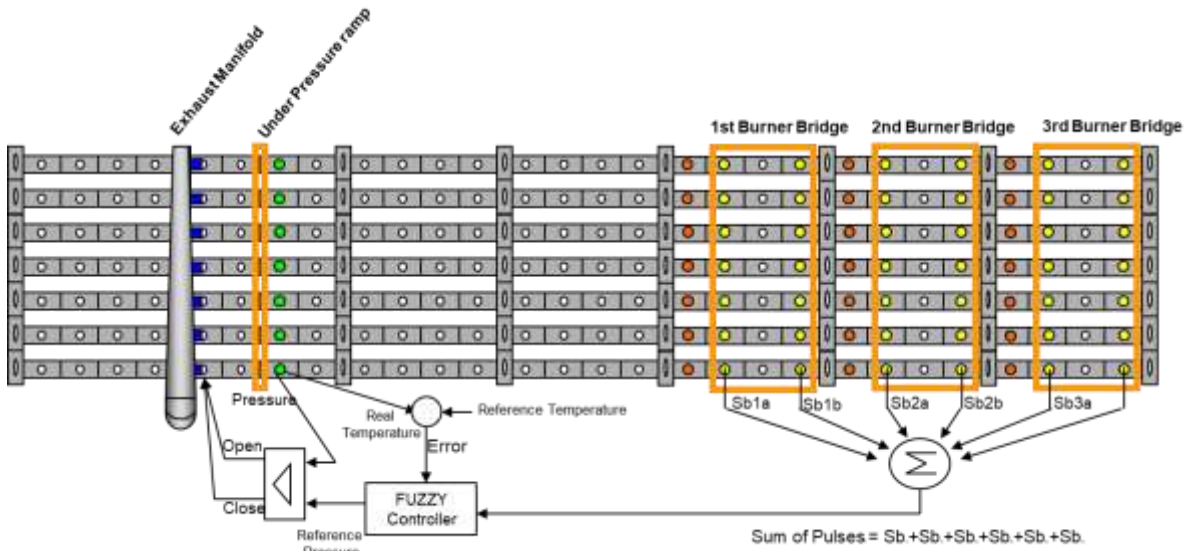 Exhaust Manifold
Under Pressure ramp
1st Burner Bridge
2nd Burner Bridge
3rd Burner Bridge
Pressure
Real
Temperature
Reference Temperature
Sb1a
Sb1b
Sb2a
Sb2b
Sb3a
Open
Error
Close
FUZZY
Controller
Σ
Reference
Pressure
Sum of Pulses = Sb.+Sb.+Sb.+Sb.+Sb.+Sb.